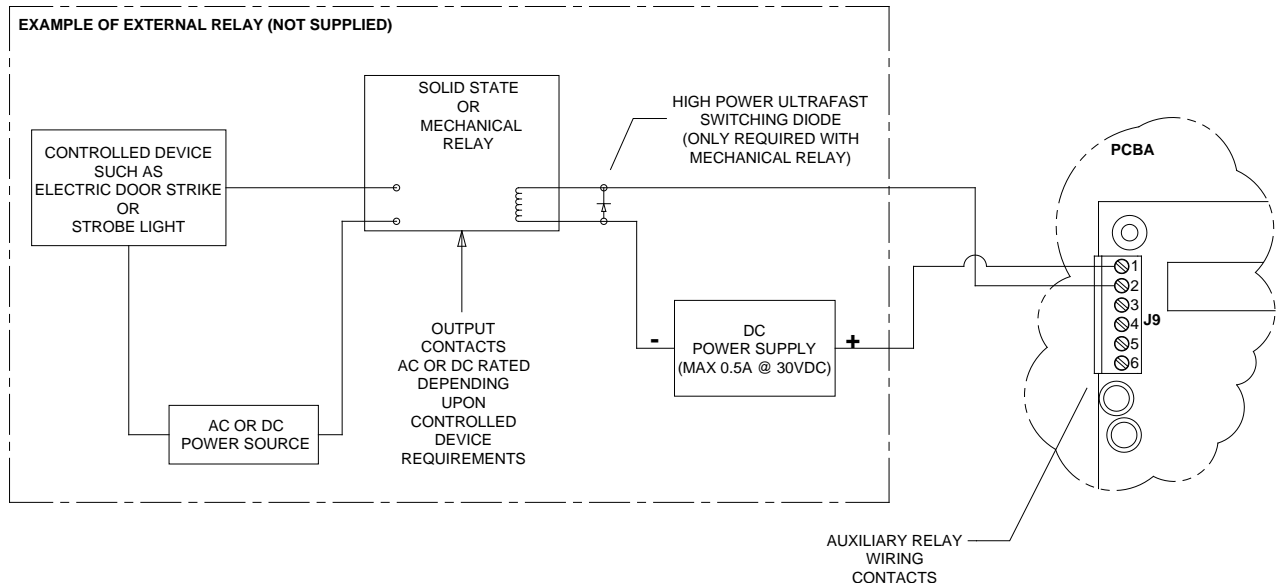 EXAMPLE OF EXTERNAL RELAY (NOT SUPPLIED)
CONTROLLED DEVICE
SUCH AS
ELECTRIC DOOR STRIKE
OR
STROBE LIGHT
SOLID STATE
OR
MECHANICAL
RELAY
HIGH POWER ULTRAFAST
SWITCHING DIODE
(ONLY REQUIRED WITH
MECHANICAL RELAY)
PCBA
1
2
3
4
5
6
J9
OUTPUT
CONTACTS
AC OR DC RATED
DEPENDING
UPON
CONTROLLED
DEVICE
REQUIREMENTS
-
DC
POWER SUPPLY
(MAX 0.5A @ 30VDC)
+
AC OR DC
POWER SOURCE
AUXILIARY RELAY
WIRING
CONTACTS